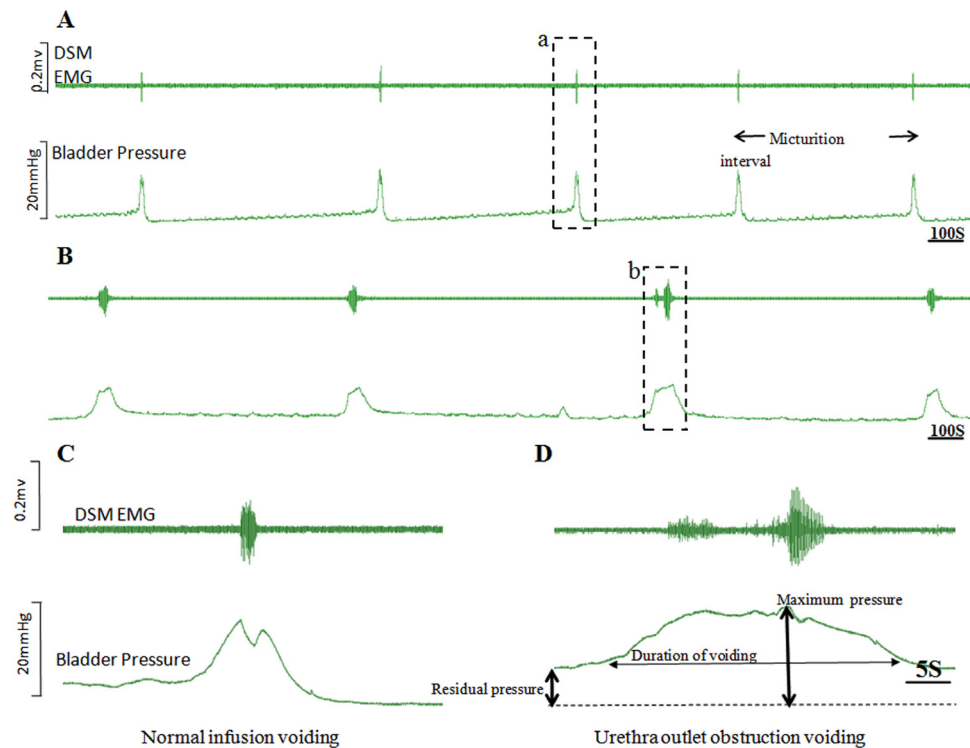 A
0.2mv
DSM
EMG
a
20mmHg
Bladder Pressure
Micturition
interval
100S
B
b
100S
C
D
0.2mv
DSM EMG
20mmHg
Bladder Pressure
Maximum pressure
Duration of voiding
Residual pressure
5S
Normal infusion voiding
Urethra outlet obstruction voiding